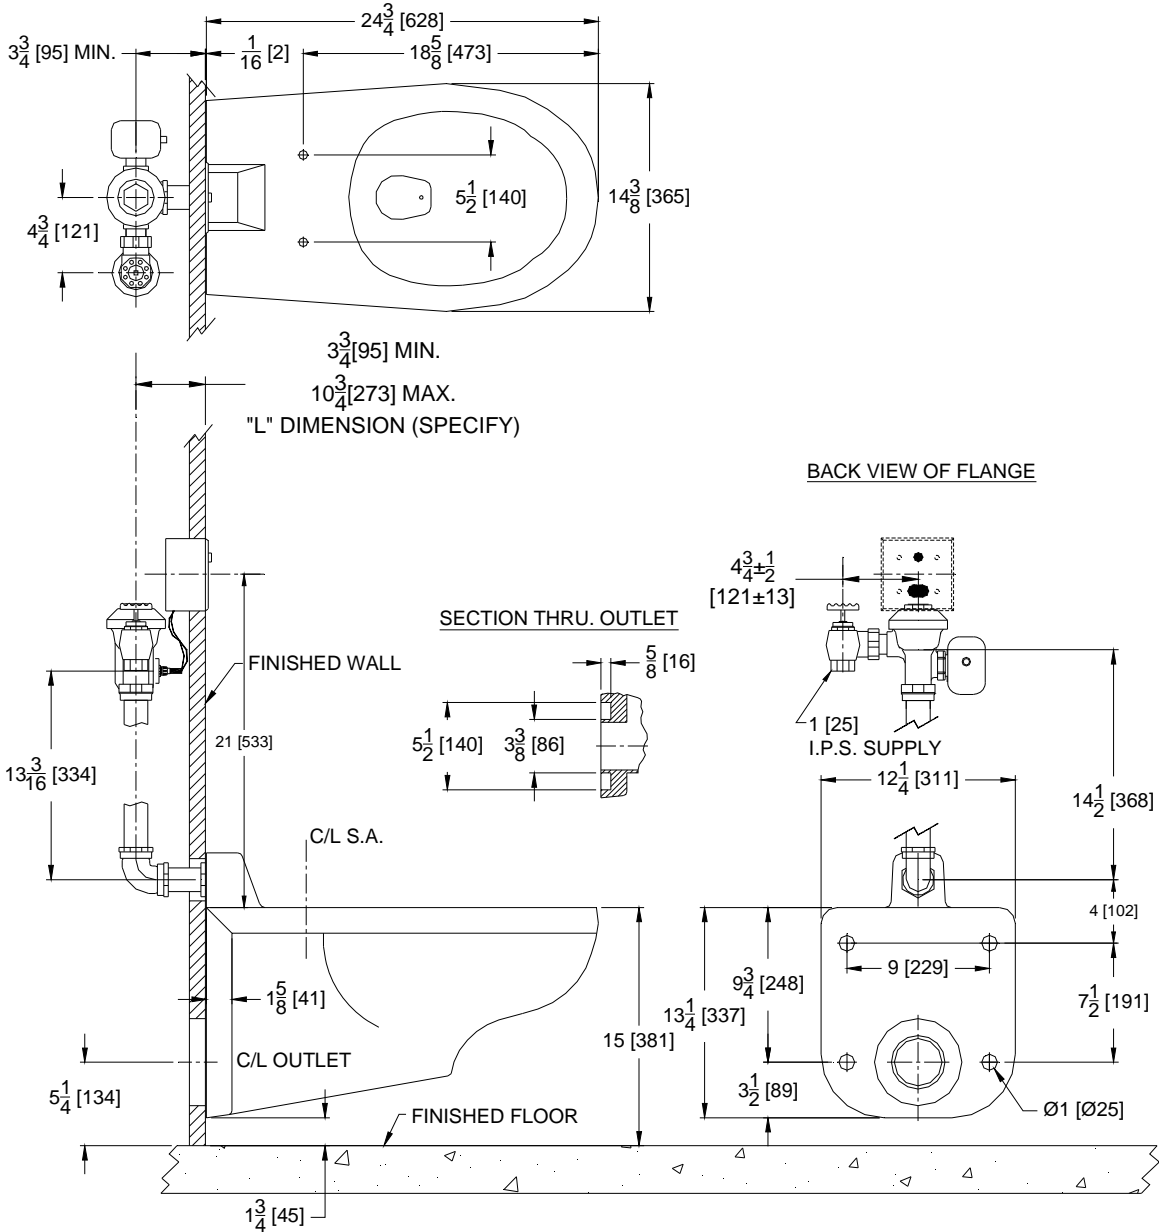 24 3/4 [628]
3 3/4 [95] MIN.
1/16 [2]
18 5/8 [473]
5 1/2 [140]
14 3/8 [365]
4 3/4 [121]
3 3/4 [95] MIN.
10 3/4 [273] MAX.
"L" DIMENSION (SPECIFY)
BACK VIEW OF FLANGE
4 3/4 ± 1/2
[121±13]
SECTION THRU. OUTLET
FINISHED WALL
5/8 [16]
1 [25]
I.P.S. SUPPLY
21 [533]
5 1/2 [140]
3 3/8 [86]
13 3/16 [334]
12 1/4 [311]
14 1/2 [368]
C/L S.A.
4 [102]
9 [229]
9 3/4 [248]
7 1/2 [191]
1 5/8 [41]
13 1/4 [337]
15 [381]
C/L OUTLET
5 1/4 [134]
3 1/2 [89]
FINISHED FLOOR
Ø1 [Ø25]
1 3/4 [45]